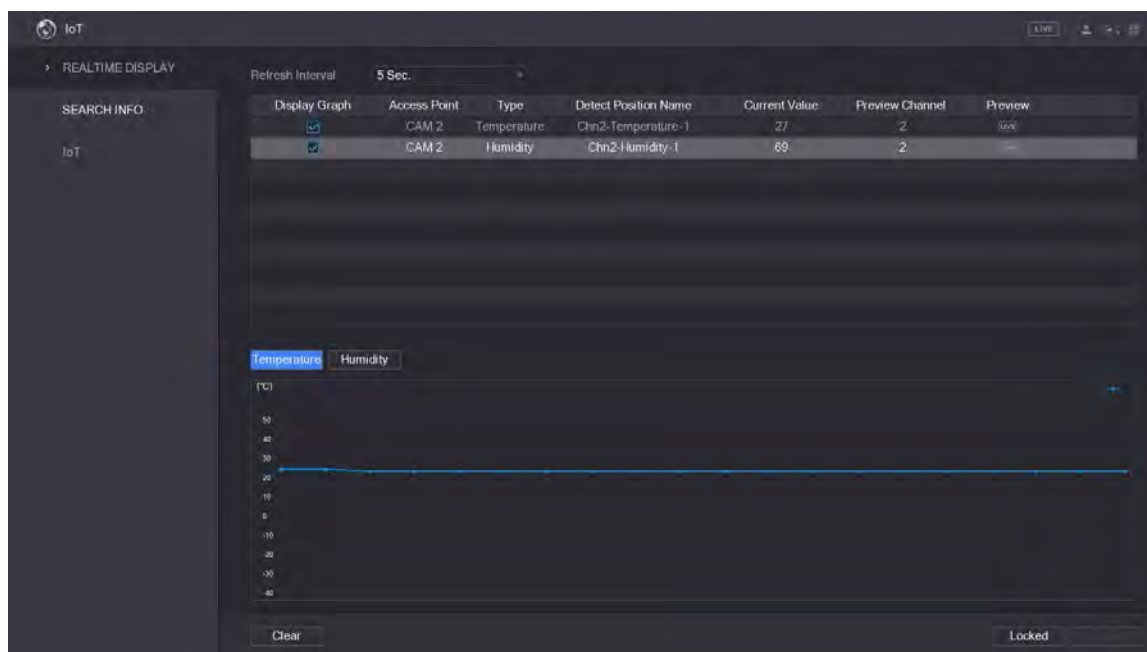 IoT
LIVE
REALTIME DISPLAY
SEARCH INFO
IoT
Refresh Interval 5 Sec.
Display Graph Access Point Type Detect Position Name Current Value Preview Channel Preview
CAM 2 Temperature Chn2-Temperature-1 27 2 LIVE
CAM 2 Humidity Chn2-Humidity-1 69 2
Temperature Humidity
(°C)
50
40
30
20
10
0
-10
-20
-30
-40
Clear Locked